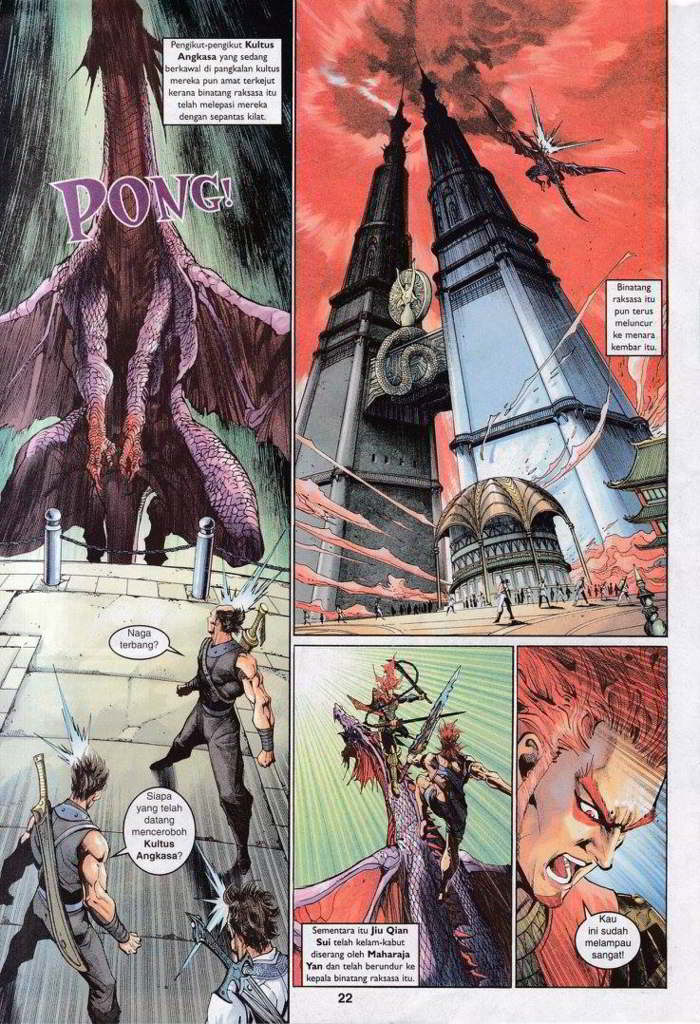 Pengikut-pengikut Kultus
Angkasa yang sedang
berkawal di pangkalan kultus
mereka pun amat terkejut
kerana binatang raksasa itu
telah melepasi mereka
dengan sepantas kilat.
PONG!
Naga
terbang?
Siapa
yang telah
datang
menceroboh
Kultus
Angkasa?
Binatang
raksasa itu
pun terus
meluncur
ke menara
kembar itu.
Sementara itu Jiu Qian
Sui telah kelam-kabut
diserang oleh Maharaja
Yan dan telah berundur ke
kepala binatang raksasa itu.
Kau
ini sudah
melampau
sangat!
22